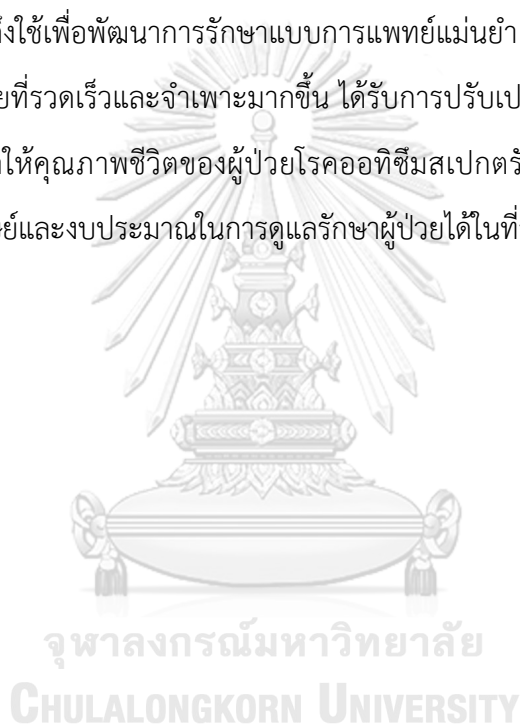 ใช้เพื่อพัฒนาการรักษาแบบการแพทย์แม่นยำ
ที่รวดเร็วและจำเพาะมากขึ้น ได้รับการปรับเป
ให้คุณภาพชีวิตของผู้ป่วยโรคออทิซึมสเปกตรั
และงบประมาณในการดูแลรักษาผู้ป่วยได้ในที่
จุฬาลงกรณ์มหาวิทยาลัย
CHULALONGKORN UNIVERSITY